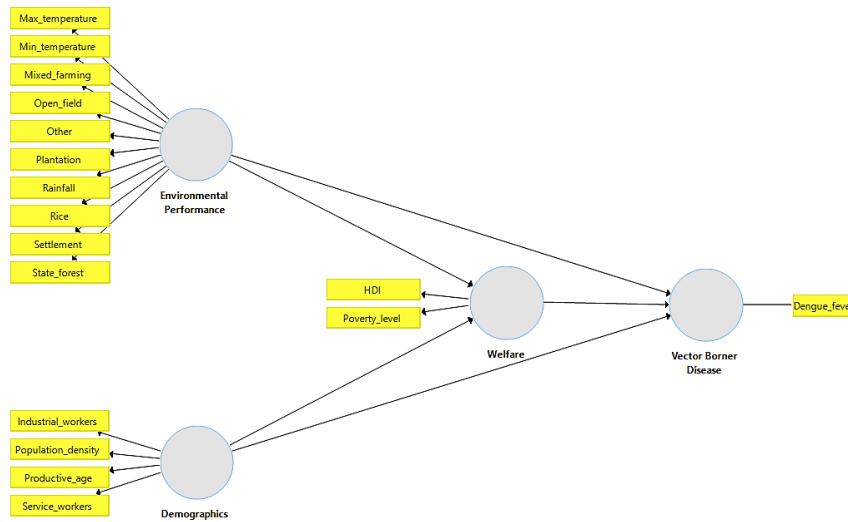 Max_temperature
Min_temperature
Mixed_farming
Open_field
Other
Plantation
Rainfall
Rice
Settlement
State_forest
Environmental
Performance
HDI
Poverty_level
Welfare
Dengue_feve
Vector Borner
Disease
Industrial_workers
Population_density
Productive_age
Service_workers
Demographics